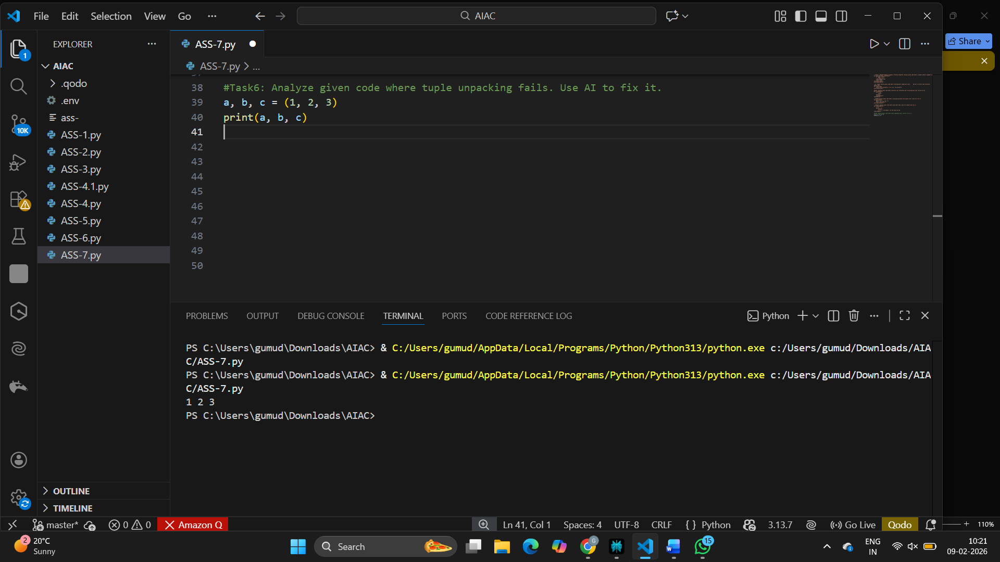 File Edit Selection View Go
AIAC
Share
EXPLORER
1
AIAC
.qodo
.env
ass-
10K
ASS-1.py
ASS-2.py
ASS-3.py
ASS-4.1.py
ASS-4.py
ASS-5.py
ASS-6.py
ASS-7.py
OUTLINE
TIMELINE
ASS-7.py
ASS-7.py > ...
38 #Task6: Analyze given code where tuple unpacking fails. Use AI to fix it.
39 a, b, c = (1, 2, 3)
40 print(a, b, c)
41
42
43
44
45
46
47
48
49
50
PROBLEMS OUTPUT DEBUG CONSOLE TERMINAL PORTS CODE REFERENCE LOG
Python
PS C:\Users\gumud\Downloads\AIAC> & C:/Users/gumud/AppData/Local/Programs/Python/Python313/python.exe c:/Users/gumud/Downloads/AIA
C/ASS-7.py
PS C:\Users\gumud\Downloads\AIAC> & C:/Users/gumud/AppData/Local/Programs/Python/Python313/python.exe c:/Users/gumud/Downloads/AIA
C/ASS-7.py
1 2 3
PS C:\Users\gumud\Downloads\AIAC>
master* 0 0 Amazon Q Ln 41, Col 1 Spaces: 4 UTF-8 CRLF { } Python 3.13.7 Go Live Qodo
110%
2
20°C
Sunny
Search
G
15
ENG
IN
10:21
09-02-2026